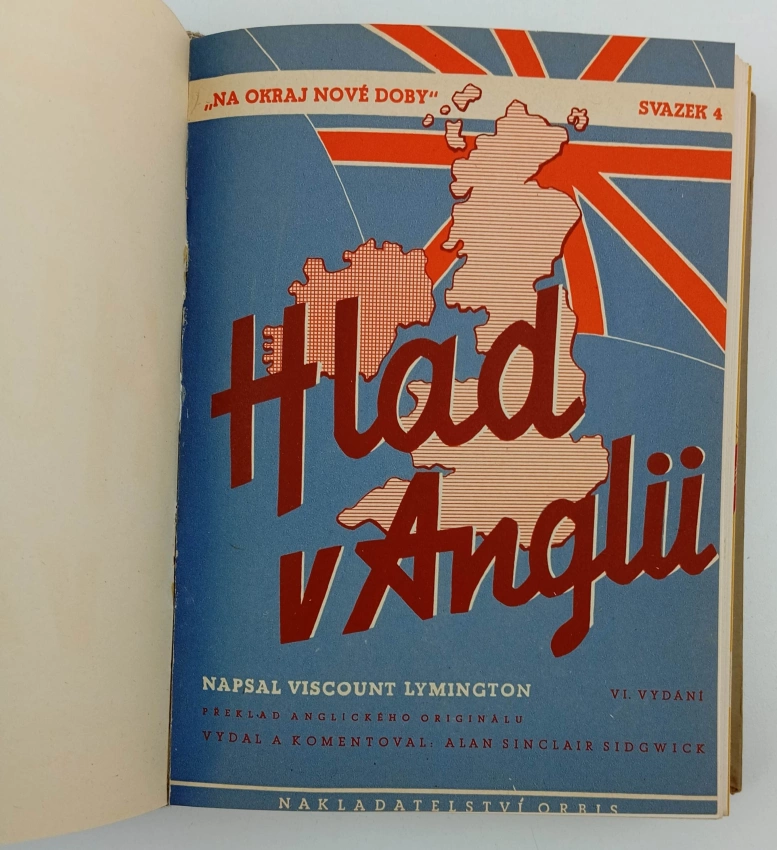 „NA OKRAJ NOVÉ DOBY“
SVAZEK 4
Hlad
v Anglii
NAPSAL VISCOUNT LYMINGTON
VI. VYDÁNÍ
PŘEKLAD ANGLICKÉHO ORIGINÁLU
VYDAL A KOMENTOVAL: ALAN SINCLAIR SIDGWICK
NAKLADATELSTVÍ ORBIS